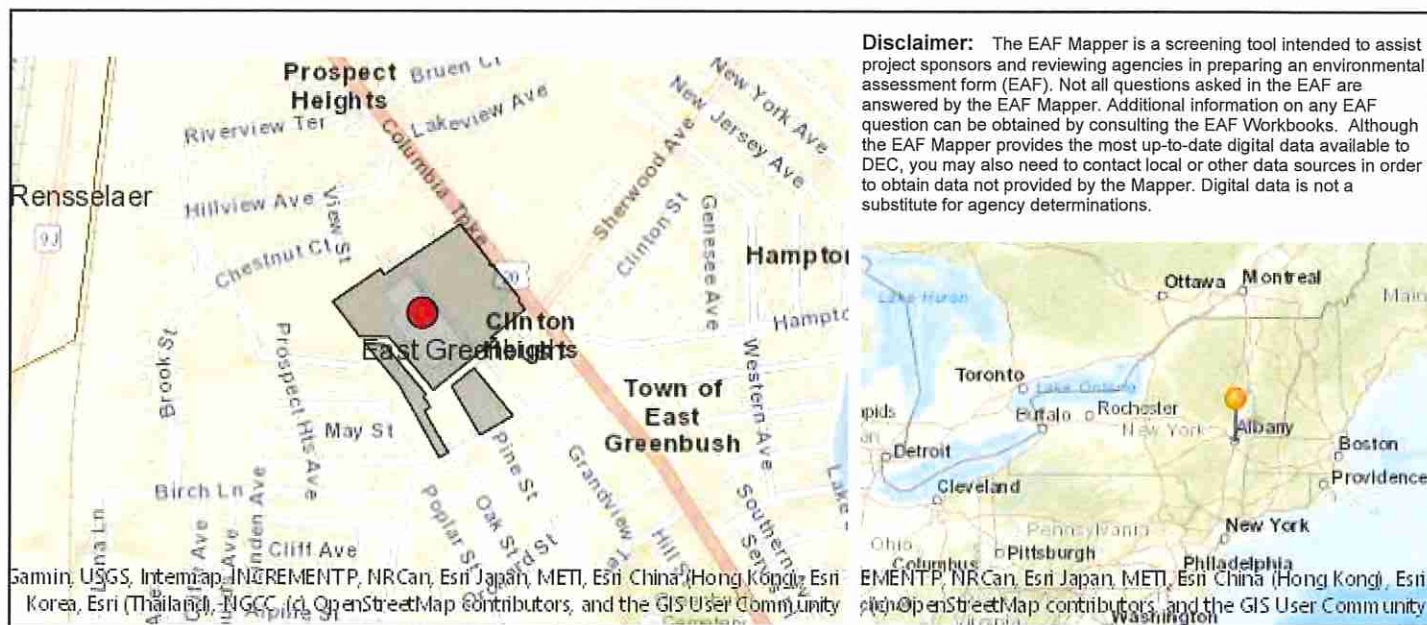 Disclaimer: The EAF Mapper is a screening tool intended to assist
project sponsors and reviewing agencies in preparing an environmental
assessment form (EAF). Not all questions asked in the EAF are
answered by the EAF Mapper. Additional information on any EAF
question can be obtained by consulting the EAF Workbooks. Although
the EAF Mapper provides the most up-to-date digital data available to
DEC, you may also need to contact local or other data sources in order
to obtain data not provided by the Mapper. Digital data is not a
substitute for agency determinations.
Prospect
Heights
Bruen Ct
Riverview Ter
Lakeview Ave
New York Ave
New Jersey Ave
Columbia Tpke
Sherwood Ave
Rensselaer
Hillview Ave
View St
Clinton St
Genesee Ave
9J
Chestnut Ct
20
Hampto
Clinton
Heights
East Greenbush
Hampto
Brook St
Prospect Hts Ave
Western Ave
Town of
East
Greenbush
May St
Pine St
Grandview
Birch Ln
Poplar St
Oak St
Orchard St
Hill St
Southern
Lona Ln
Cliff Ave
Garmin, USGS, Intermap, INCREMENT P, NRCan, Esri Japan, METI, Esri China (Hong Kong), Esri
Korea, Esri (Thailand), NGCC, (c) OpenStreetMap contributors, and the GIS User Community
Ottawa
Montreal
Lake Huron
Toronto
Lake Ontario
Buffalo
Rochester
New York
Albany
Boston
Detroit
Providence
Cleveland
New York
Pennsylvania
Ohio
Pittsburgh
Philadelphia
Columbus
EMENT P, NRCan, Esri Japan, METI, Esri China (Hong Kong), Esri
(c) OpenStreetMap contributors, and the GIS User Community
Washington